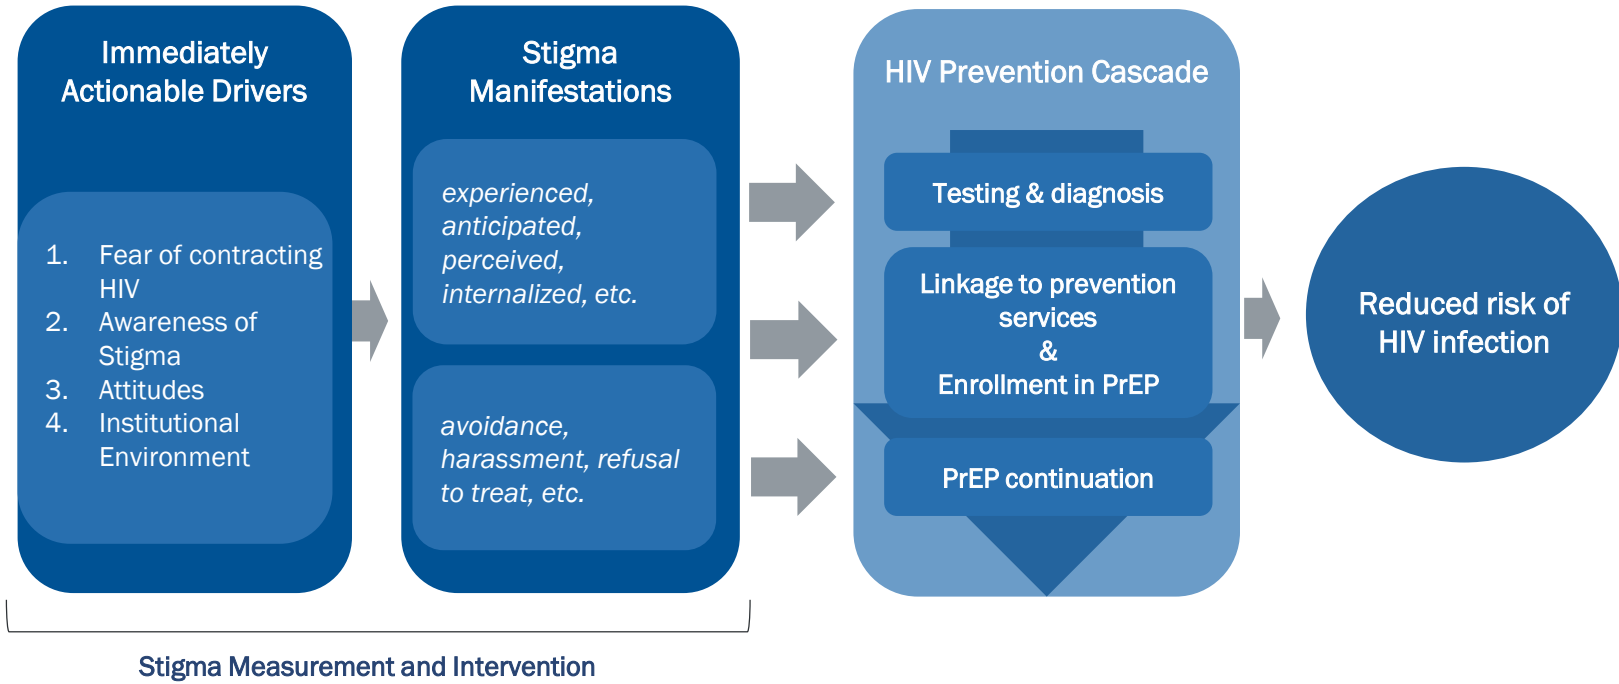 Immediately
Actionable Drivers
1. Fear of contracting
HIV
2. Awareness of
Stigma
3. Attitudes
4. Institutional
Environment
Stigma
Manifestations
experienced,
anticipated,
perceived,
internalized, etc.
avoidance,
harassment, refusal
to treat, etc.
HIV Prevention Cascade
Testing & diagnosis
Linkage to prevention
services
&
Enrollment in PrEP
PrEP continuation
Reduced risk of
HIV infection
Stigma Measurement and Intervention